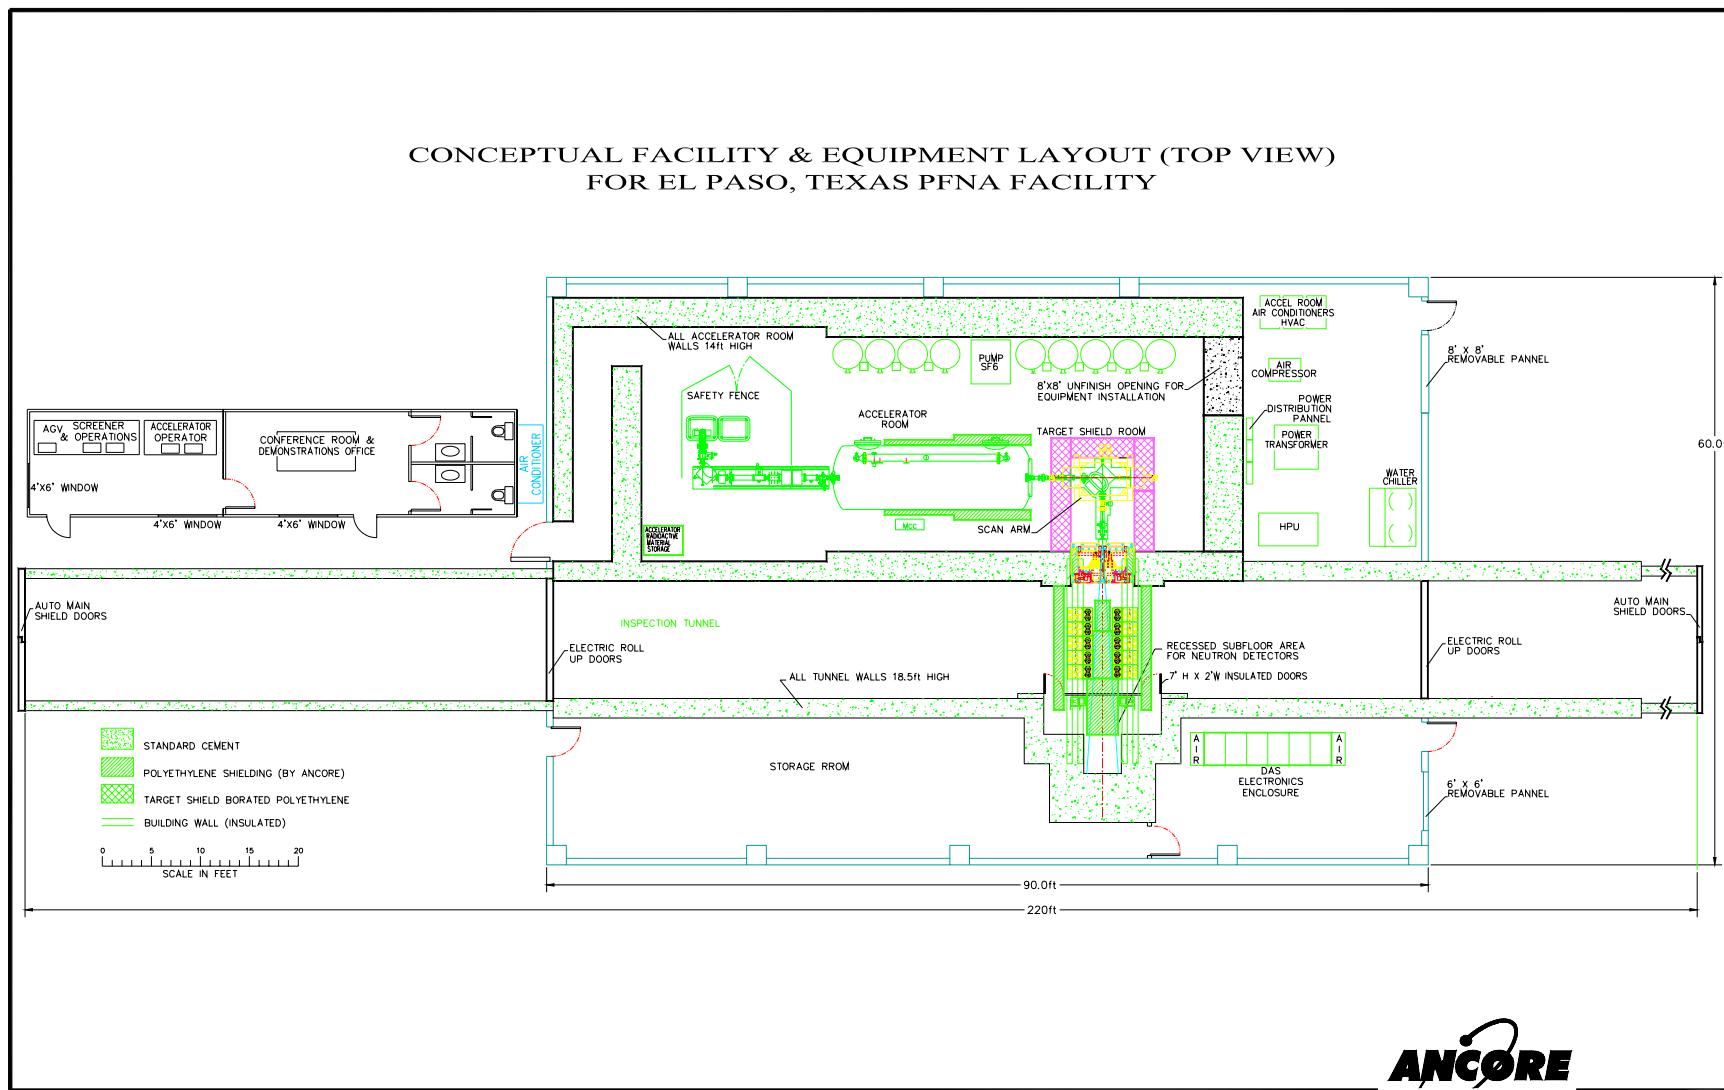 CONCEPTUAL FACILITY & EQUIPMENT LAYOUT (TOP VIEW)
FOR EL PASO, TEXAS PFNA FACILITY
ACCEL ROOM
AIR CONDITIONERS
HVAC
ALL ACCELERATOR ROOM
WALLS 14ft HIGH
PUMP
SF6
8' X 8'
REMOVABLE PANNEL
AIR
COMPRESSOR
8'X8' UNFINISH OPENING FOR
EQUIPMENT INSTALLATION
SAFETY FENCE
POWER
DISTRIBUTION
PANNEL
ACCELERATOR
ROOM
TARGET SHIELD ROOM
POWER
TRANSFORMER
60.0f
AGV
SCREENER
& OPERATIONS
ACCELERATOR
OPERATOR
CONFERENCE ROOM &
DEMONSTRATIONS OFFICE
AIR
CONDITIONER
WATER
CHILLER
4'X6' WINDOW
4'X6' WINDOW
4'X6' WINDOW
ACCELERATOR
RADIOACTIVE
MATERIAL
STORAGE
MCC
SCAN ARM
HPU
AUTO MAIN
SHIELD DOORS
INSPECTION TUNNEL
ELECTRIC ROLL
UP DOORS
RECESSED SUBFLOOR AREA
FOR NEUTRON DETECTORS
7' H X 2'W INSULATED DOORS
ELECTRIC ROLL
UP DOORS
AUTO MAIN
SHIELD DOORS
ALL TUNNEL WALLS 18.5ft HIGH
STANDARD CEMENT
POLYETHYLENE SHIELDING (BY ANCORE)
TARGET SHIELD BORATED POLYETHYLENE
BUILDING WALL (INSULATED)
0 5 10 15 20
SCALE IN FEET
STORAGE RROM
AIR
AIR
DAS
ELECTRONICS
ENCLOSURE
6' X 6'
REMOVABLE PANNEL
90.0ft
220ft
ANCORE